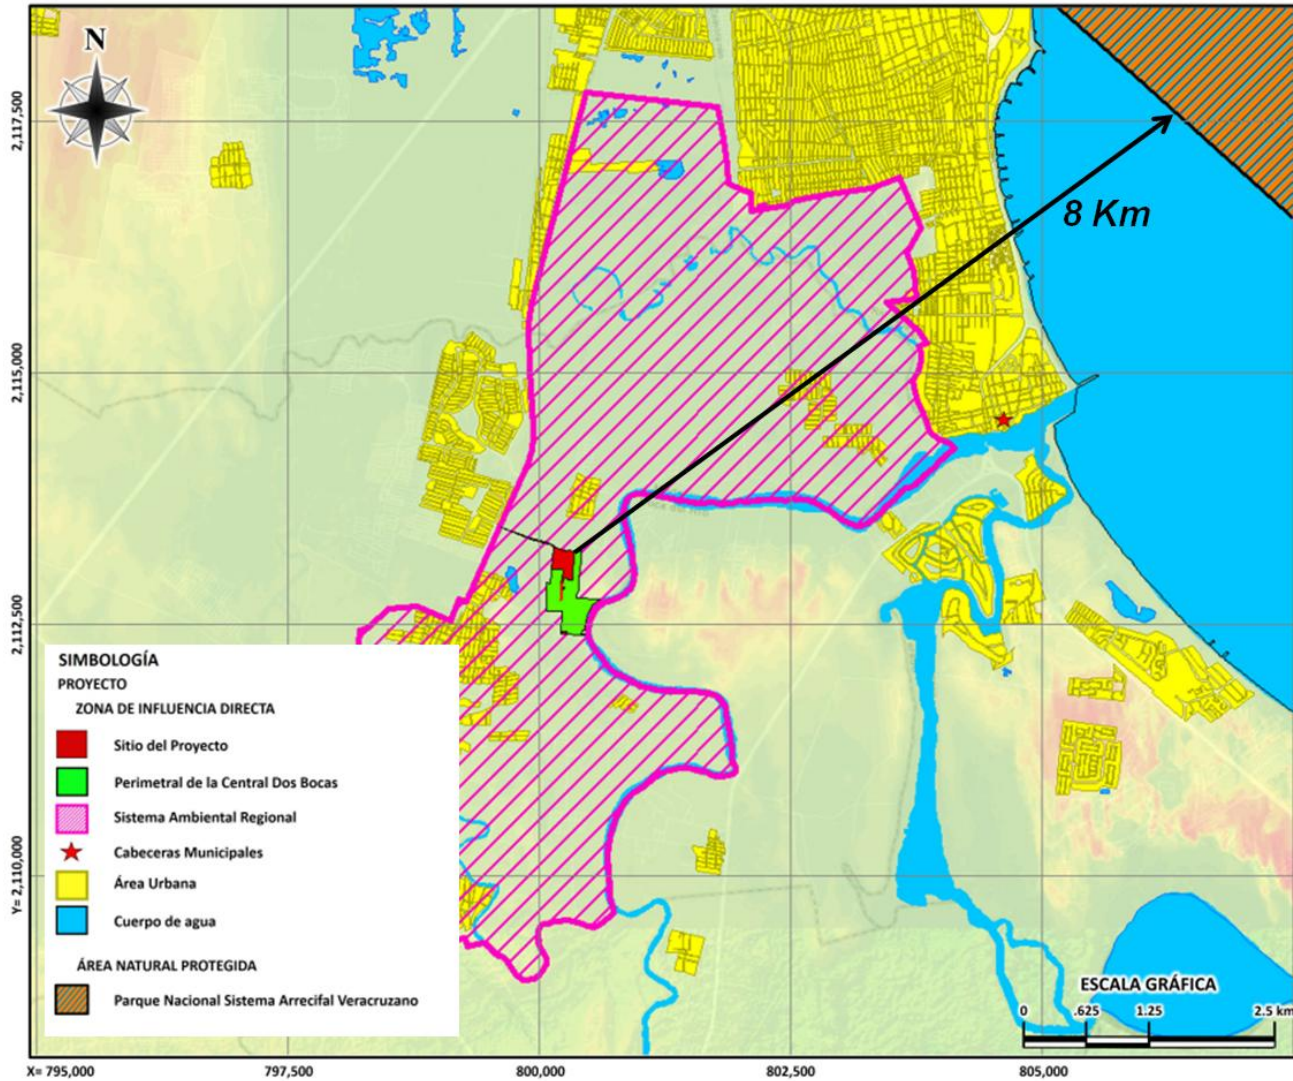 N
2,117,500
8 Km
2,115,000
2,112,500
SIMBOLOGÍA
PROYECTO
ZONA DE INFLUENCIA DIRECTA
Sitio del Proyecto
Perimetral de la Central Dos Bocas
Sistema Ambiental Regional
Cabeceras Municipales
Área Urbana
Cuerpo de agua
ÁREA NATURAL PROTEGIDA
Parque Nacional Sistema Arrecifal Veracruzano
Y= 2,110,000
ESCALA GRÁFICA
0 .625 1.25 2.5 km
X= 795,000 797,500 800,000 802,500 805,000